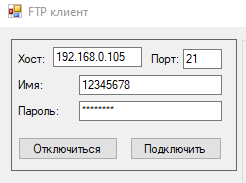 FTP клиент
Хост: 192.168.0.105 Порт: 21
Имя: 12345678
Пароль: ********
Отключиться Подключить